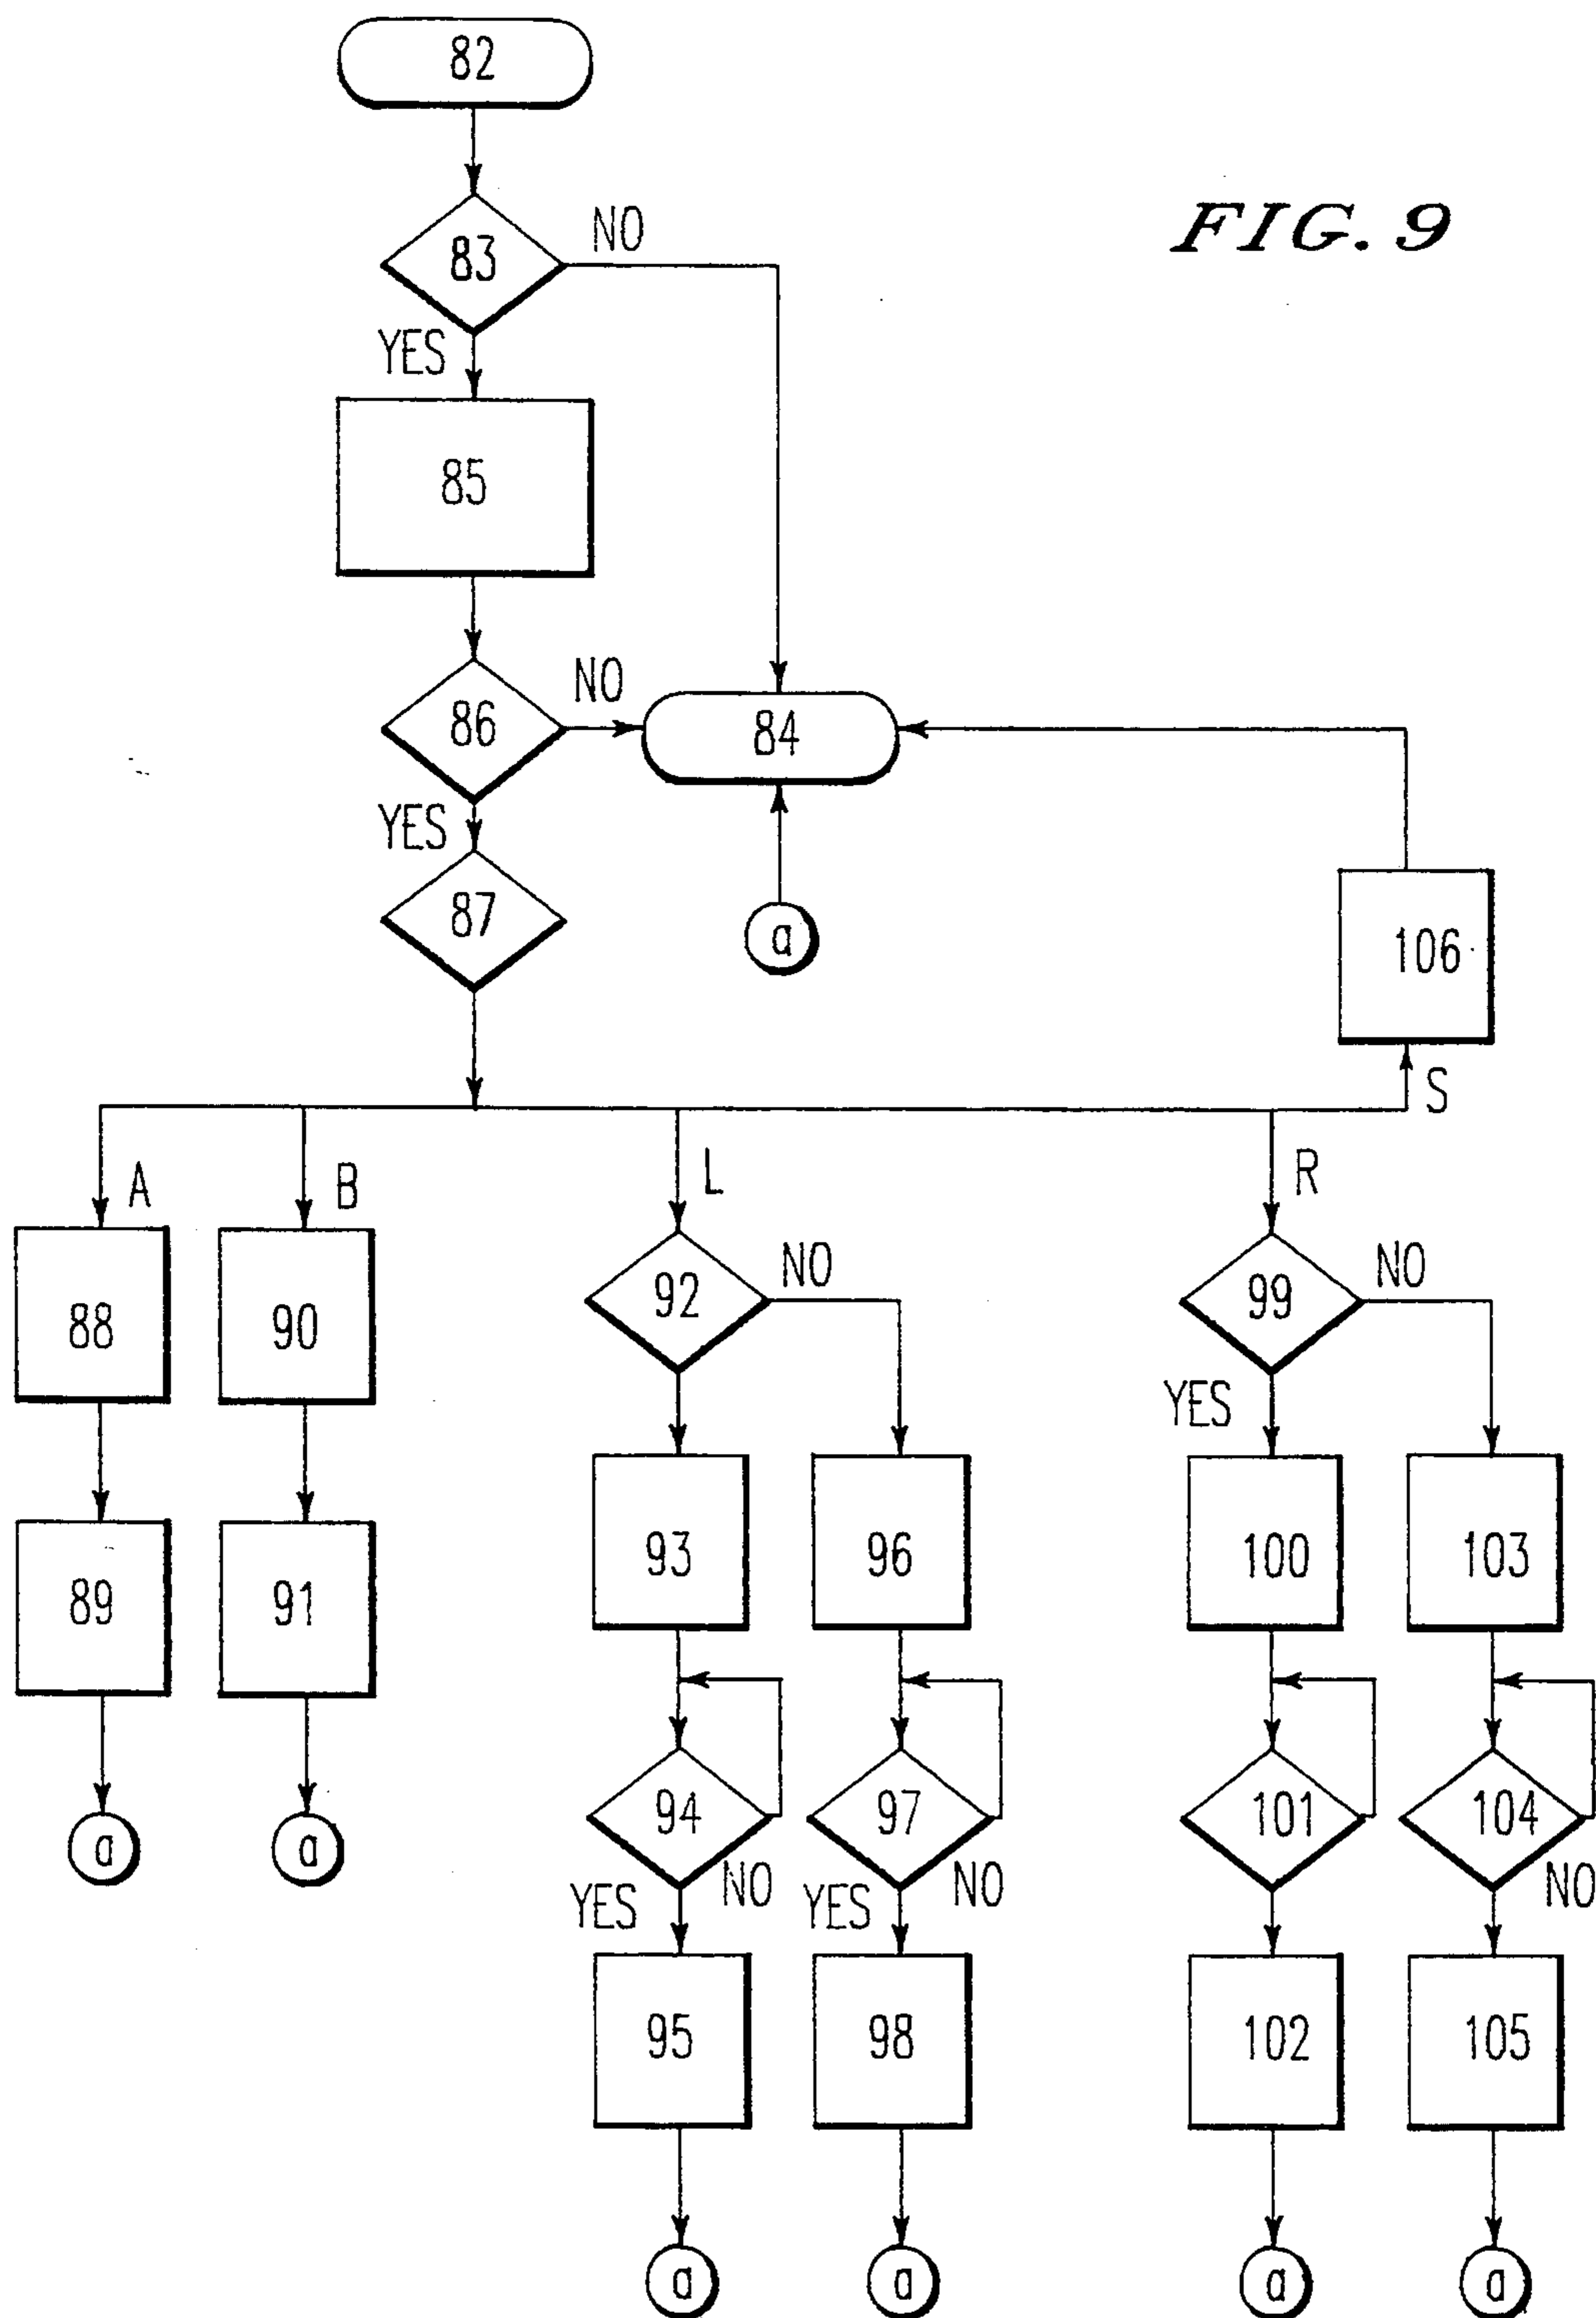 82
FIG. 9
83
NO
YES
85
86
NO
84
YES
87
a
106
S
A
B
L
R
88
90
92
NO
99
NO
YES
89
91
93
96
100
103
a
a
94
NO
YES
97
NO
YES
101
104
NO
95
98
102
105
a
a
a
a